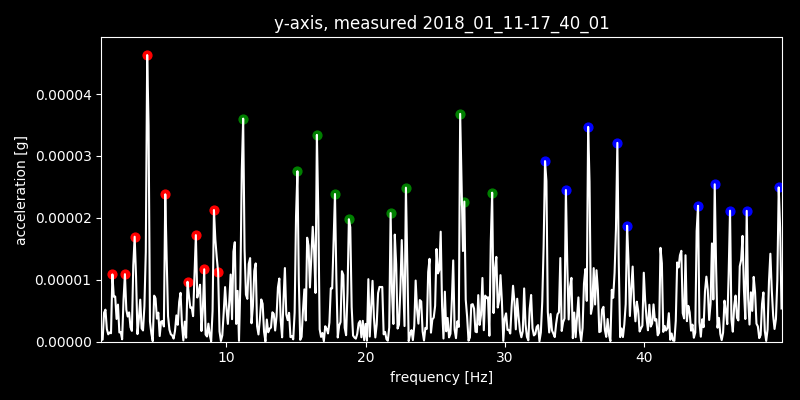 y-axis, measured 2018_01_11-17_40_01
acceleration [g]
0.00004
0.00003
0.00002
0.00001
0.00000
10 20 30 40
frequency [Hz]